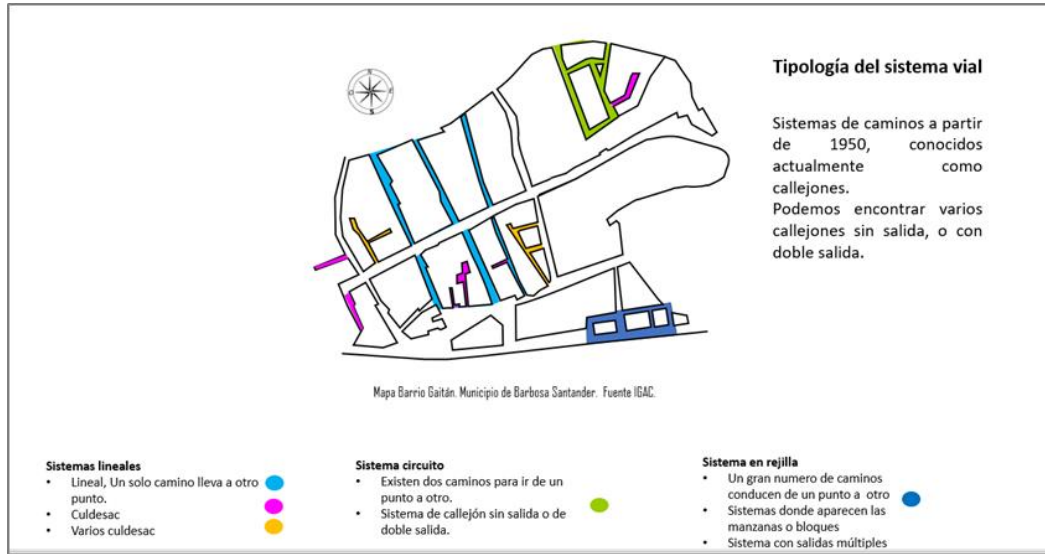 N
O
E
S
Tipología del sistema vial
Sistemas de caminos a partir
de 1950, conocidos
actualmente como
callejones.
Podemos encontrar varios
callejones sin salida, o con
doble salida.
Mapa Barrio Gaitán. Municipio de Barbosa Santander. Fuente IGAC.
Sistemas lineales
• Lineal, Un solo camino lleva a otro
punto.
• Culdesac
• Varios culdesac
Sistema circuito
• Existen dos caminos para ir de un
punto a otro.
• Sistema de callejón sin salida o de
doble salida.
Sistema en rejilla
• Un gran numero de caminos
conducen de un punto a otro
• Sistemas donde aparecen las
manzanas o bloques
• Sistema con salidas múltiples